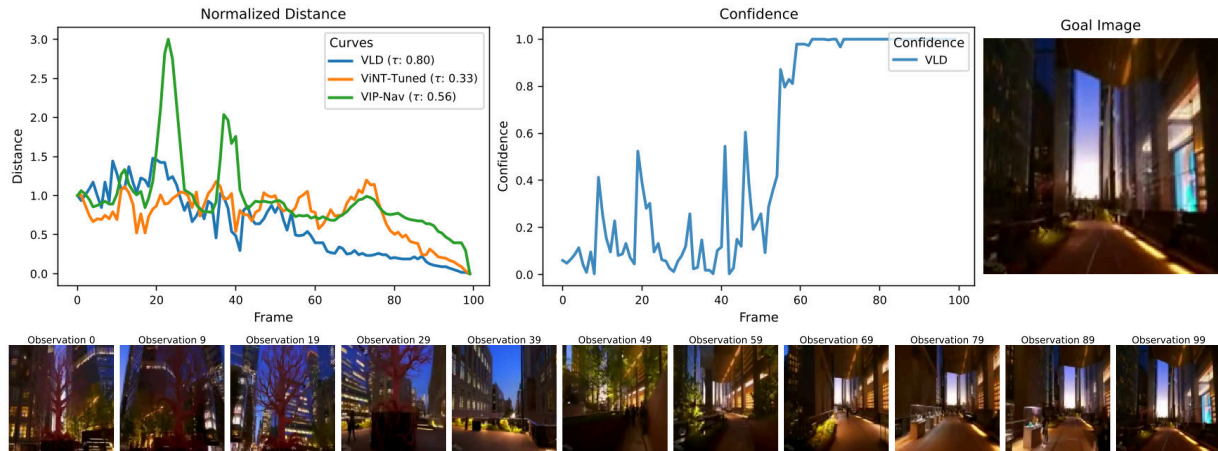 Normalized Distance
3.0
2.5
2.0
1.5
1.0
0.5
0.0
Distance
0 20 40 60 80 100
Frame
Curves
VLD (τ: 0.80)
ViNT-Tuned (τ: 0.33)
VIP-Nav (τ: 0.56)
Confidence
1.0
0.8
0.6
0.4
0.2
0.0
Confidence
0 20 40 60 80 100
Frame
Confidence
VLD
Goal Image
Observation 0 Observation 9 Observation 19 Observation 29 Observation 39 Observation 49 Observation 59 Observation 69 Observation 79 Observation 89 Observation 99